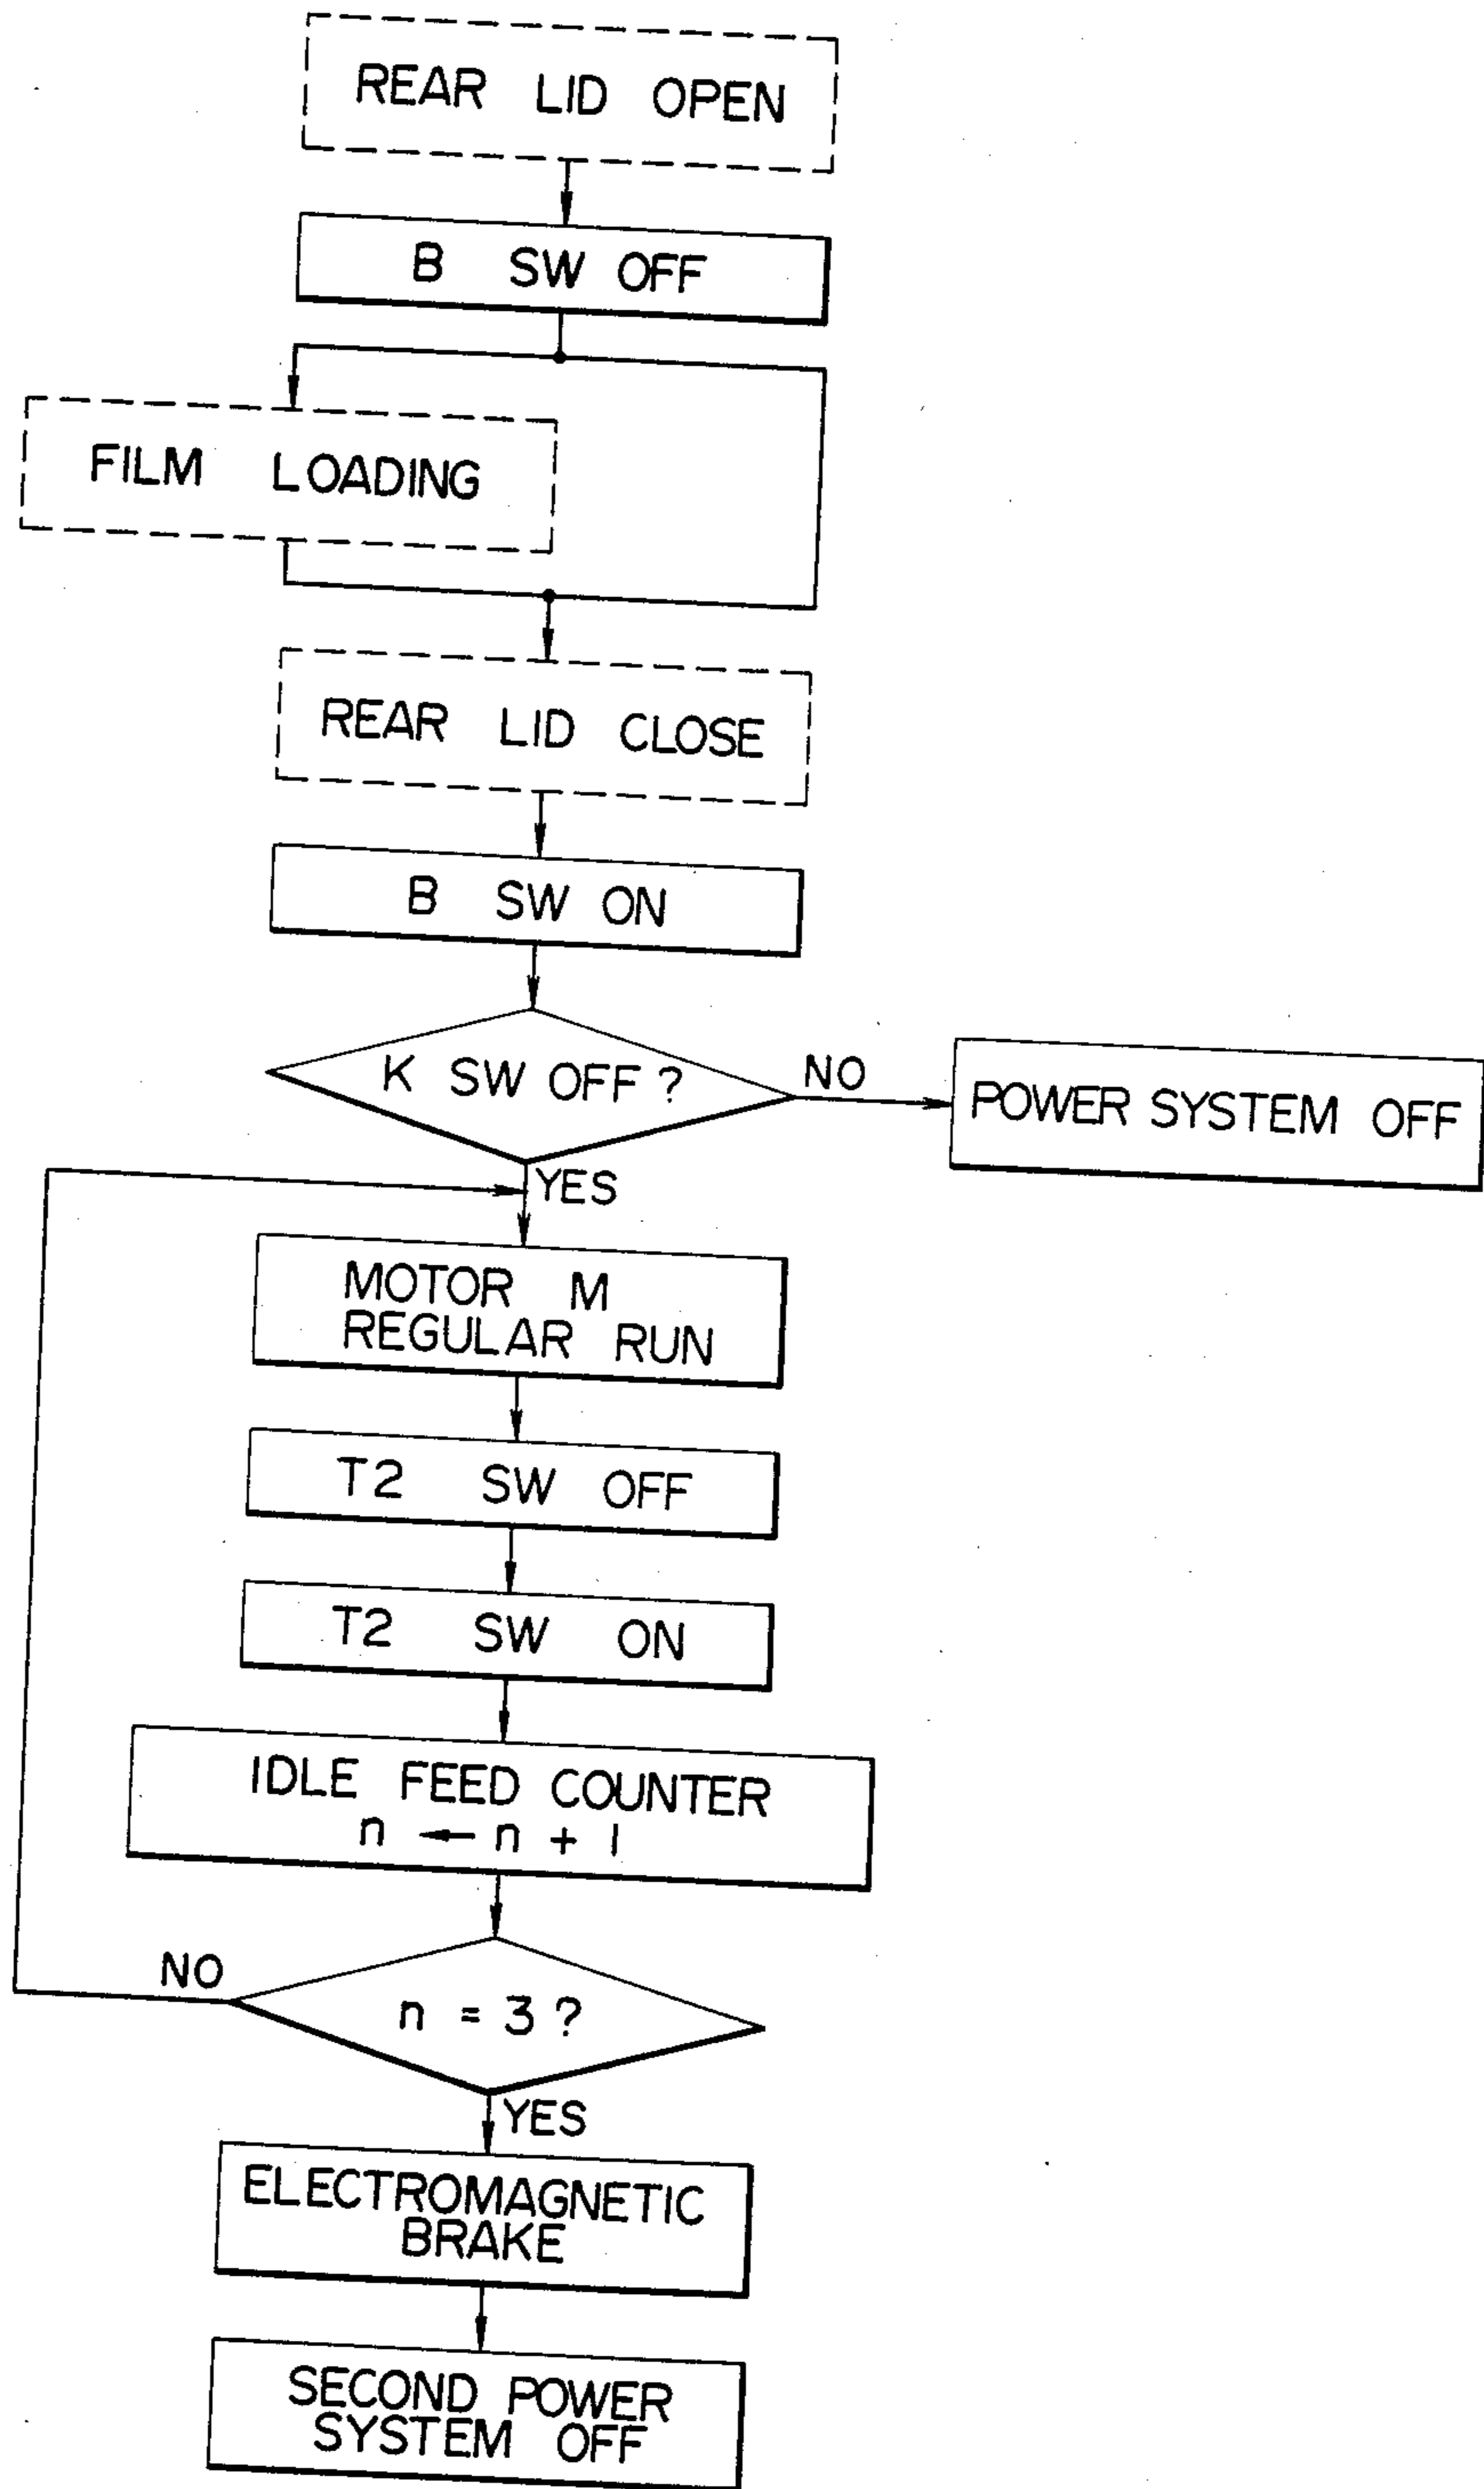 REAR LID OPEN
B SW OFF
FILM LOADING
REAR LID CLOSE
B SW ON
K SW OFF ?
NO
POWER SYSTEM OFF
YES
MOTOR M
REGULAR RUN
T2 SW OFF
T2 SW ON
IDLE FEED COUNTER
n ← n + 1
NO
n = 3 ?
YES
ELECTROMAGNETIC
BRAKE
SECOND POWER
SYSTEM OFF